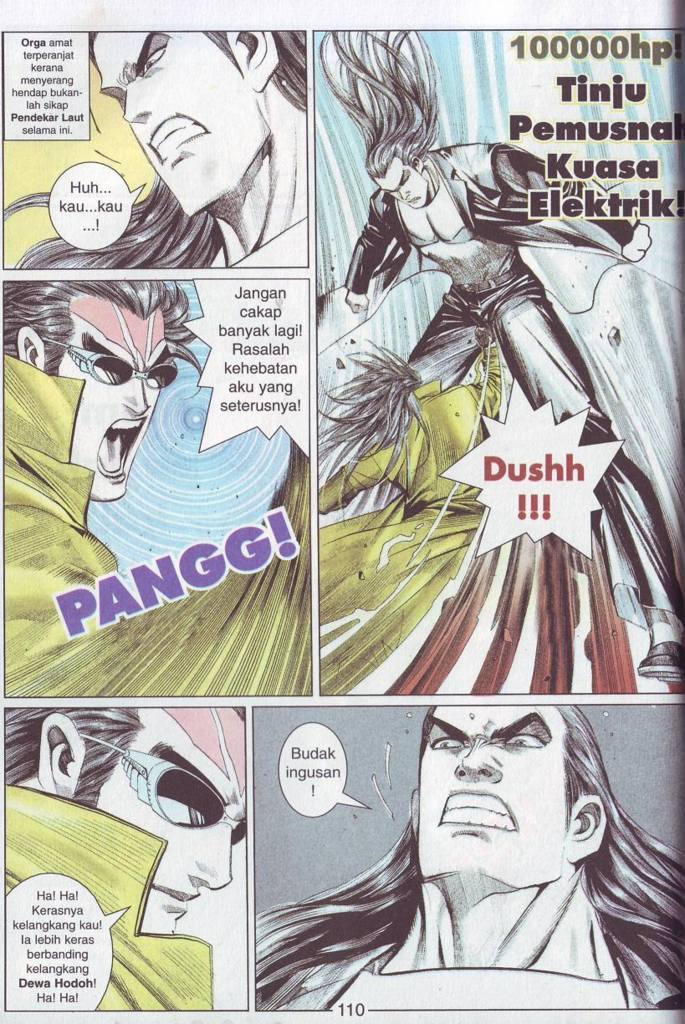 Orga amat
terperanjat
kerana
menyerang
hendap bukan-
lah sikap
Pendekar Laut
selama ini.
Huh...
kau...kau
...!
100000hp!
Tinju
Pemusnah
Kuasa
Elektrik!
Dushh
!!!
Jangan
cakap
banyak lagi!
Rasalah
kehebatan
aku yang
seterusnya!
PANGG!
Ha! Ha!
Kerasnya
kelangkang kau!
Ia lebih keras
berbanding
kelangkang
Dewa Hodoh!
Ha! Ha!
Budak
ingusan
!
110